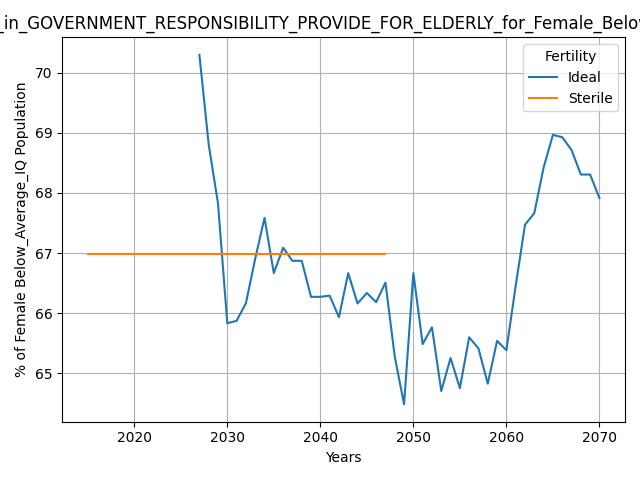 _in_GOVERNMENT_RESPONSIBILITY_PROVIDE_FOR_ELDERLY_for_Female_Below
Fertility
Ideal
Sterile
% of Female Below_Average_IQ Population
70
69
68
67
66
65
2020 2030 2040 2050 2060 2070
Years